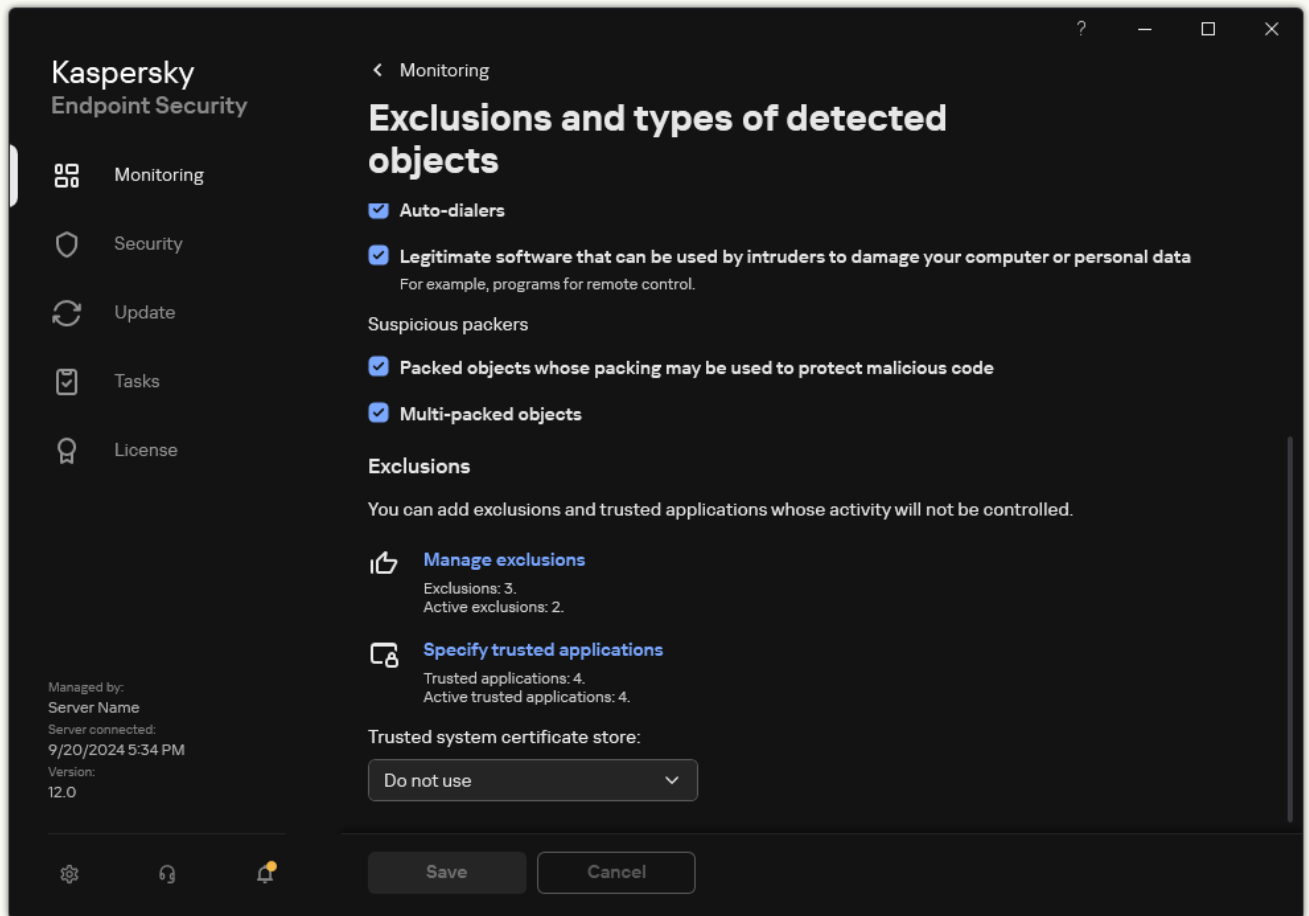 ?
Kaspersky
Endpoint Security
Monitoring
Security
Update
Tasks
License
Managed by:
Server Name
Server connected:
9/20/2024 5:34 PM
Version:
12.0
Monitoring
Exclusions and types of detected
objects
Auto-dialers
Legitimate software that can be used by intruders to damage your computer or personal data
For example, programs for remote control.
Suspicious packers
Packed objects whose packing may be used to protect malicious code
Multi-packed objects
Exclusions
You can add exclusions and trusted applications whose activity will not be controlled.
Manage exclusions
Exclusions: 3.
Active exclusions: 2.
Specify trusted applications
Trusted applications: 4.
Active trusted applications: 4.
Trusted system certificate store:
Do not use
Save
Cancel